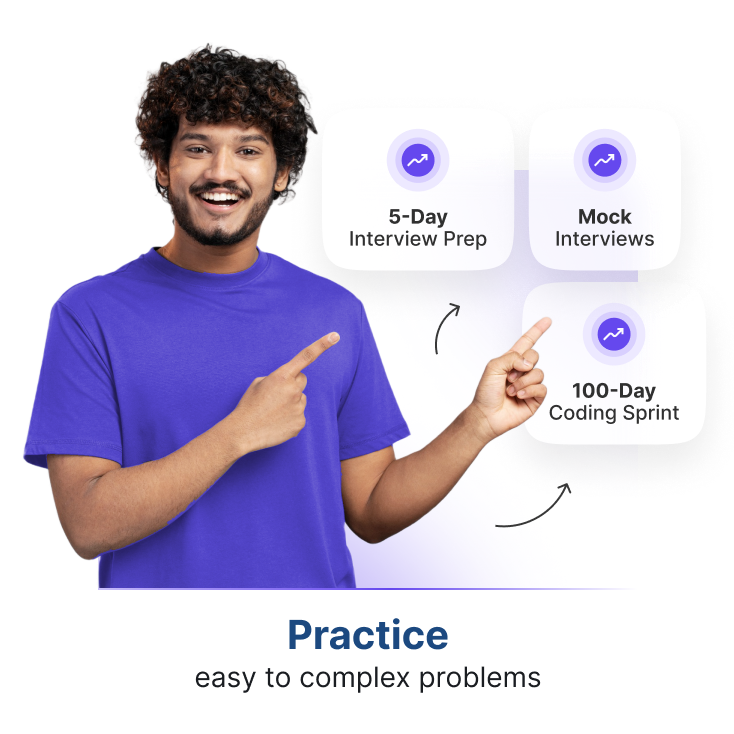 5-Day
Interview Prep
Mock
Interviews
100-Day
Coding Sprint
Practice
easy to complex problems